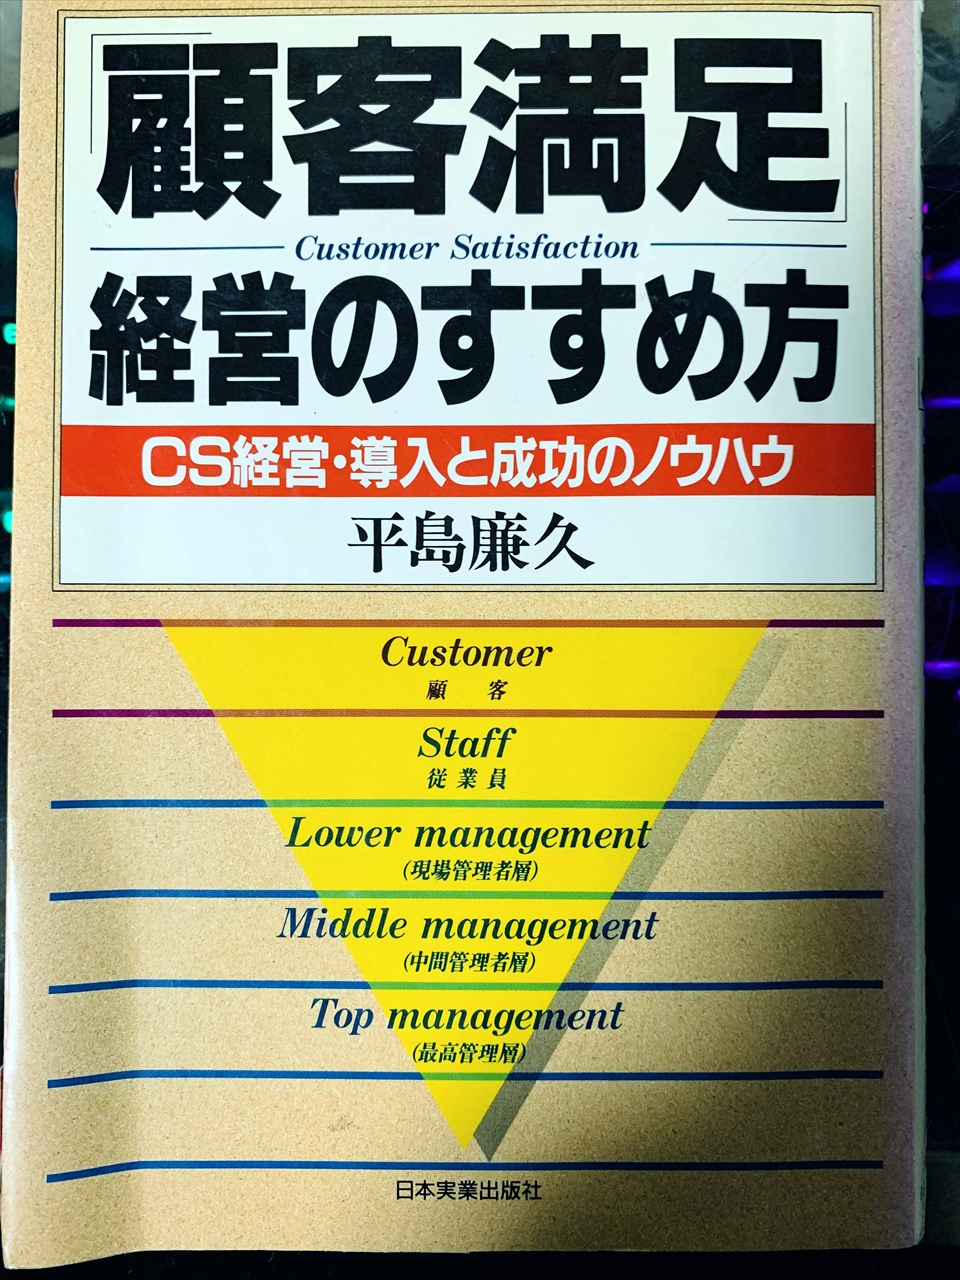 「顧客満足」
Customer Satisfaction
経営のすすめ方
CS経営・導入と成功のノウハウ
平島廉久
Customer
顧客
Staff
従業員
Lower management
(現場管理者層)
Middle management
(中間管理者層)
Top management
(最高管理層)
日本実業出版社